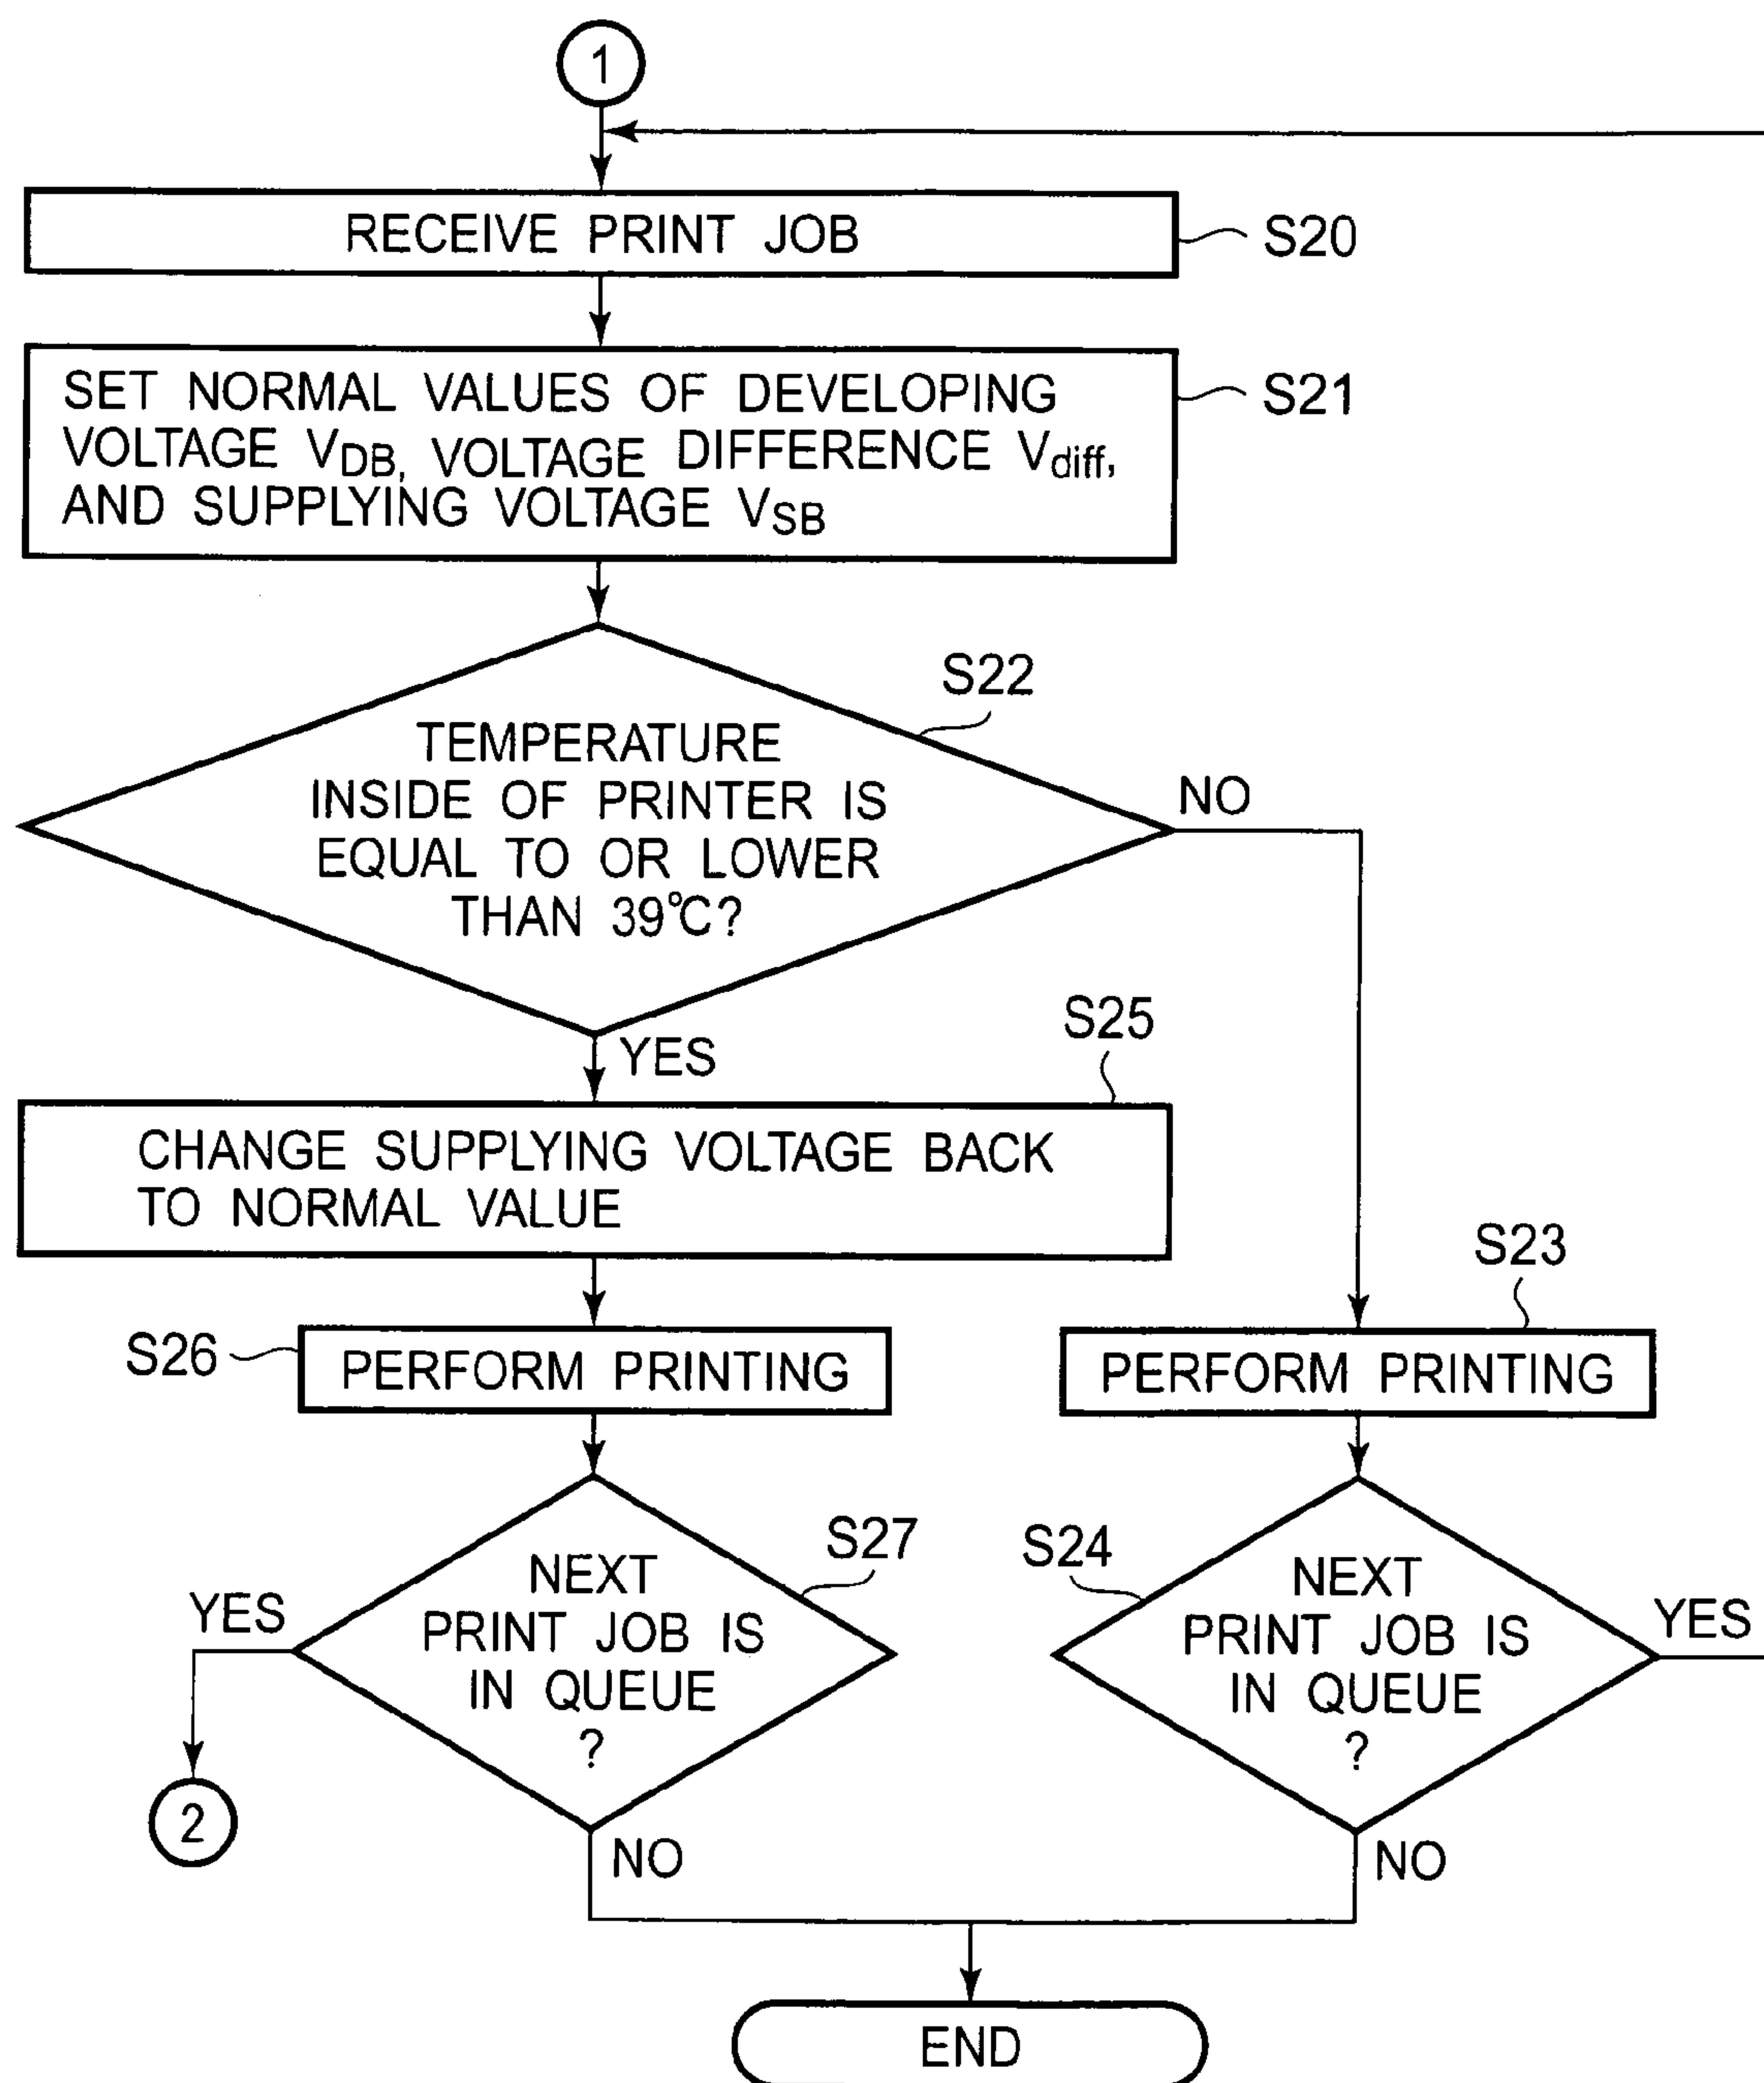 1
RECEIVE PRINT JOB
S20
SET NORMAL VALUES OF DEVELOPING
VOLTAGE VDB, VOLTAGE DIFFERENCE Vdiff,
AND SUPPLYING VOLTAGE VSB
S21
S22
TEMPERATURE
INSIDE OF PRINTER IS
EQUAL TO OR LOWER
THAN 39°C?
NO
YES
S25
CHANGE SUPPLYING VOLTAGE BACK
TO NORMAL VALUE
S23
S26
PERFORM PRINTING
PERFORM PRINTING
S27
NEXT
PRINT JOB IS
IN QUEUE
?
YES
2
NO
S24
NEXT
PRINT JOB IS
IN QUEUE
?
YES
NO
END